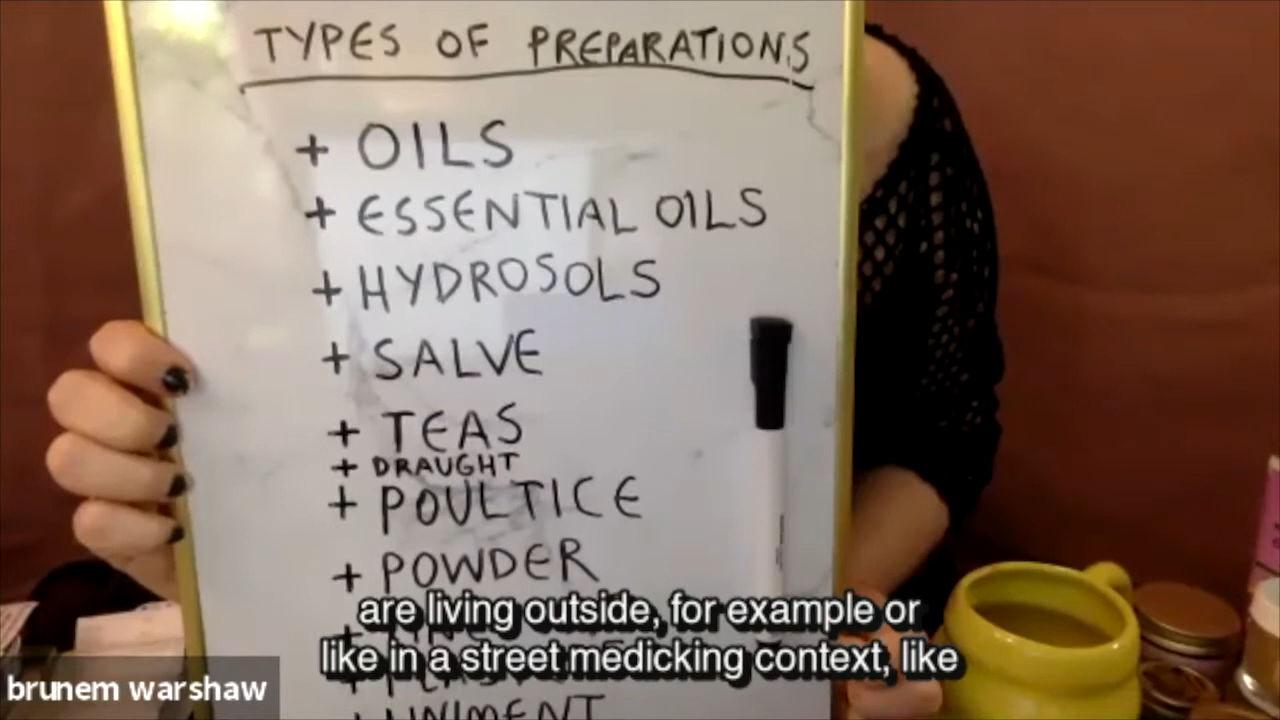 TYPES OF PREPARATIONS
+ OILS
+ ESSENTIAL OILS
+ HYDROSOLS
+ SALVE
+ TEAS
+ DRAUGHT
+ POULTICE
+ POWDER
are living outside, for example or
like in a street medicking context, like
+ LINIMENT
brunem warshaw